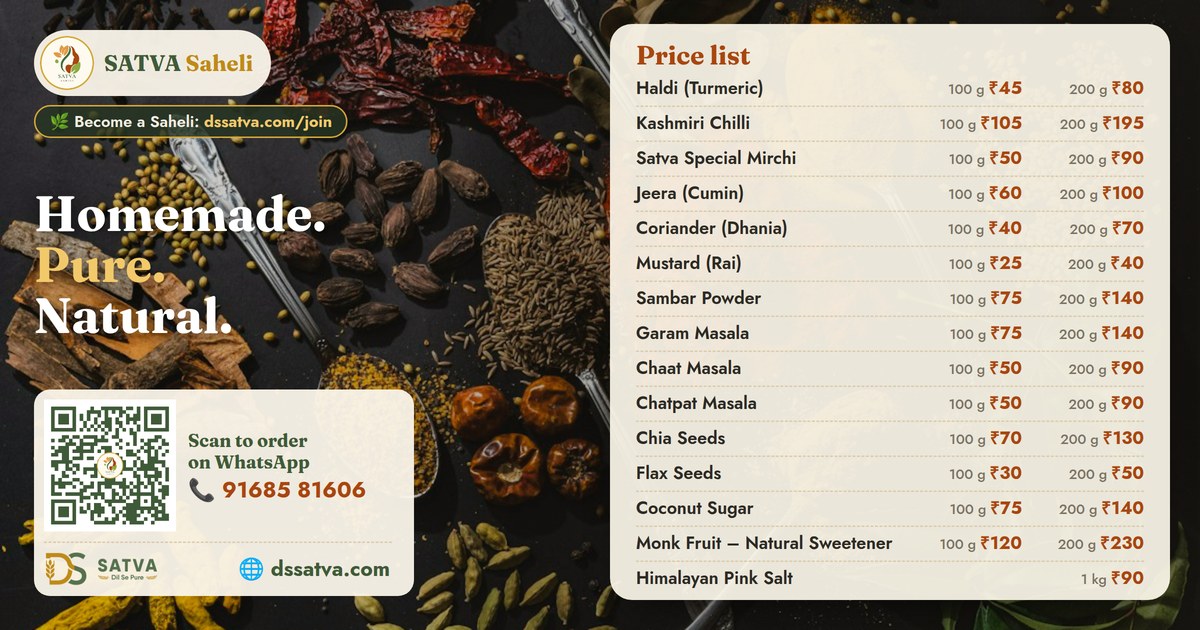 SATVA
SATVA Saheli
Become a Saheli: dssatva.com/join
Homemade.
Pure.
Natural.
Scan to order
on WhatsApp
91685 81606
DS SATVA
Dil Se Pure
dssatva.com
Price list
Haldi (Turmeric) 100 g ₹45 200 g ₹80
Kashmiri Chilli 100 g ₹105 200 g ₹195
Satva Special Mirchi 100 g ₹50 200 g ₹90
Jeera (Cumin) 100 g ₹60 200 g ₹100
Coriander (Dhania) 100 g ₹40 200 g ₹70
Mustard (Rai) 100 g ₹25 200 g ₹40
Sambar Powder 100 g ₹75 200 g ₹140
Garam Masala 100 g ₹75 200 g ₹140
Chaat Masala 100 g ₹50 200 g ₹90
Chatpat Masala 100 g ₹50 200 g ₹90
Chia Seeds 100 g ₹70 200 g ₹130
Flax Seeds 100 g ₹30 200 g ₹50
Coconut Sugar 100 g ₹75 200 g ₹140
Monk Fruit – Natural Sweetener 100 g ₹120 200 g ₹230
Himalayan Pink Salt 1 kg ₹90